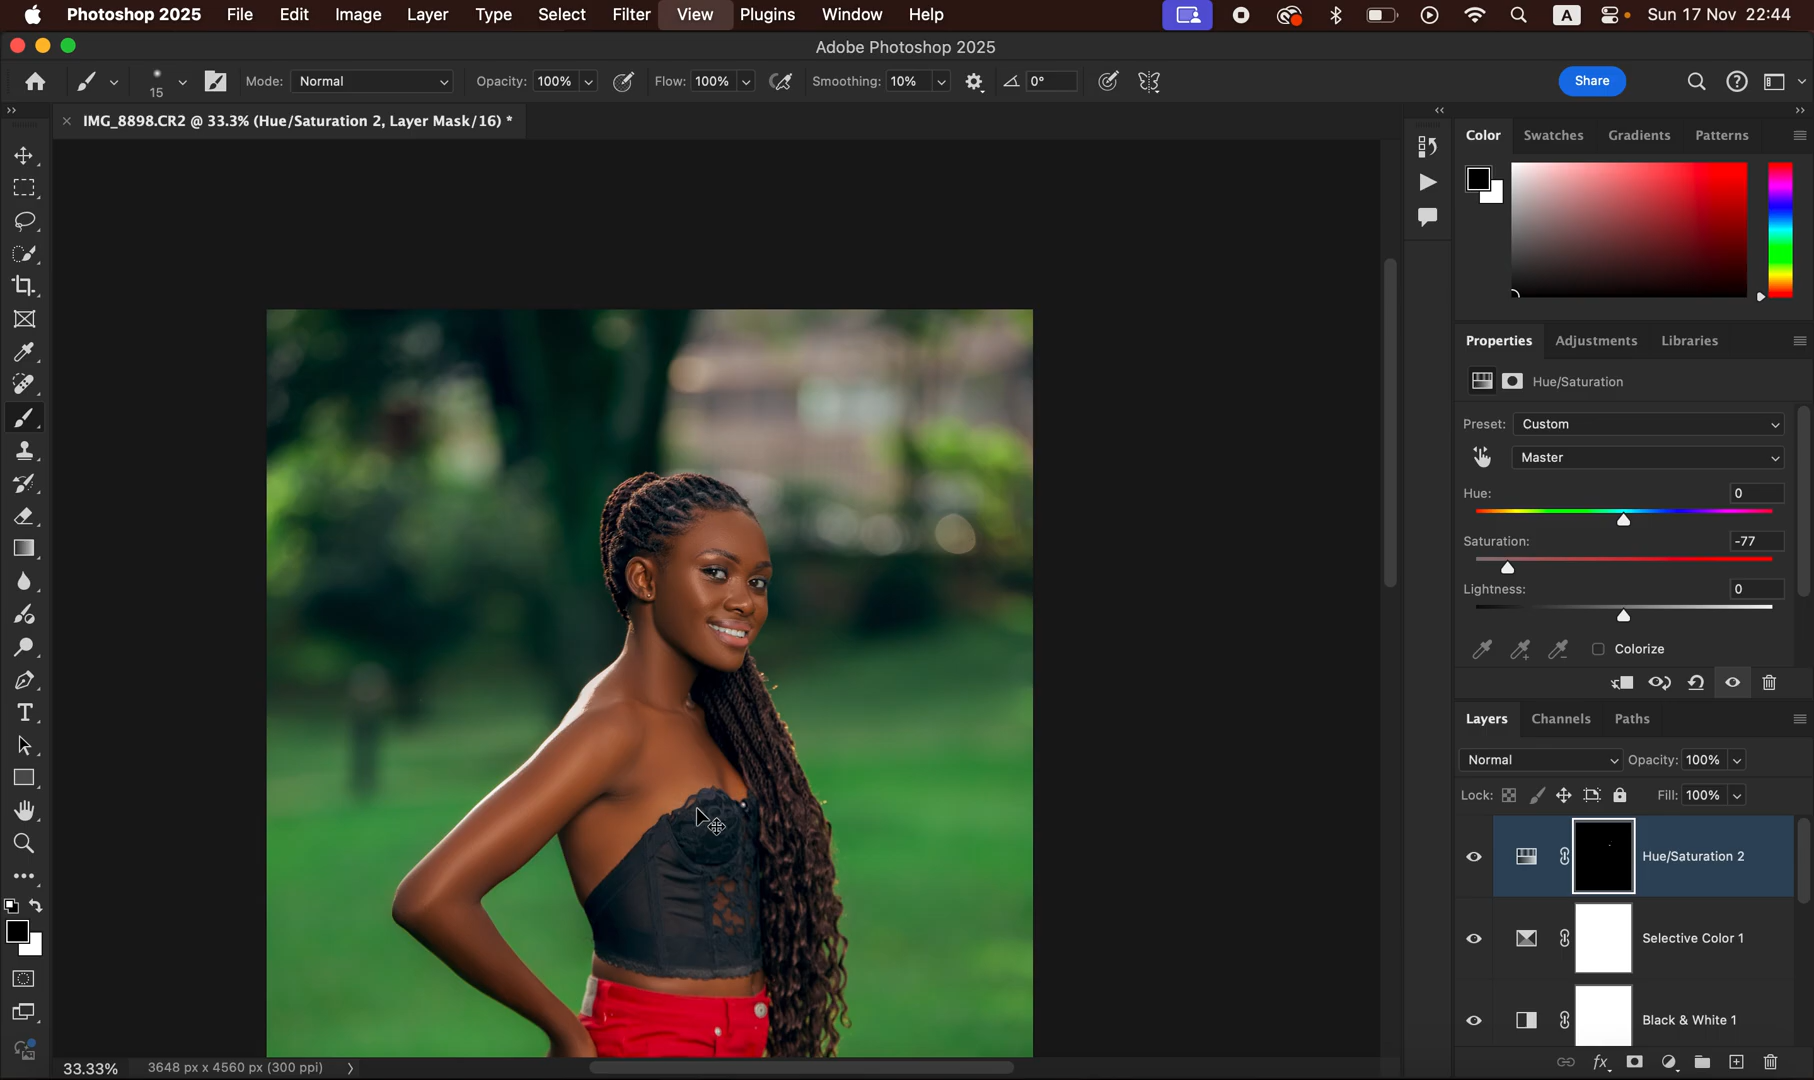 Photoshop 2025 File Edit Image Layer Type Select Filter View Plugins Window Help A Sun 17 Nov 22:44
Adobe Photoshop 2025
15 Mode: Normal Opacity: 100% Flow: 100% Smoothing: 10% 0° Share
IMG_8898.CR2 @ 33.3% (Hue/Saturation 2, Layer Mask/16) *
Color Swatches Gradients Patterns
Properties Adjustments Libraries
Hue/Saturation
Preset: Custom
Master
Hue: 0
Saturation: -77
Lightness: 0
Colorize
Layers Channels Paths
Normal Opacity: 100%
Lock: Fill: 100%
Hue/Saturation 2
Selective Color 1
Black & White 1
33.33% 3648 px x 4560 px (300 ppi)